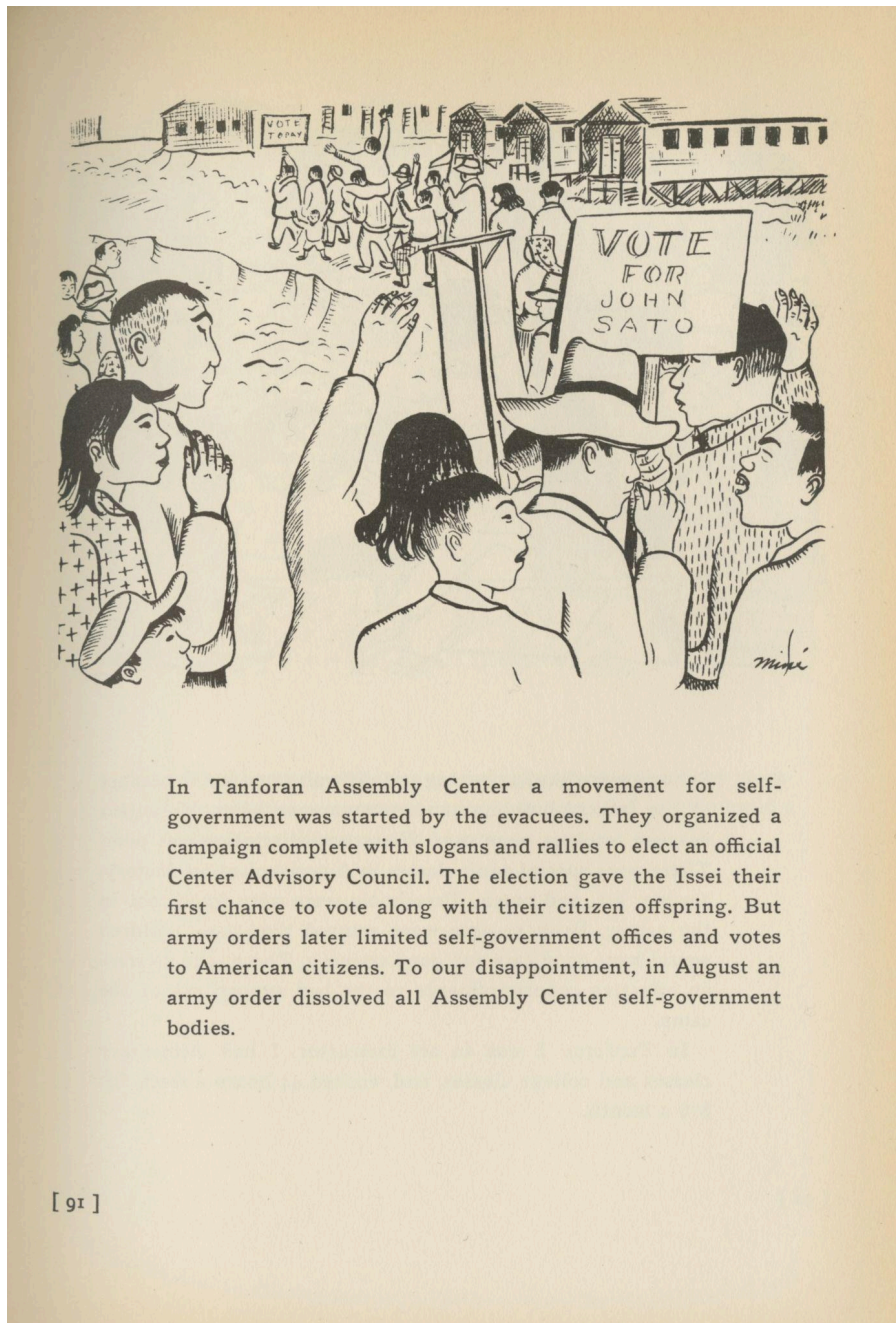 VOTE
TODAY
VOTE
FOR
JOHN
SATO
miné
In Tanforan Assembly Center a movement for self-
government was started by the evacuees. They organized a
campaign complete with slogans and rallies to elect an official
Center Advisory Council. The election gave the Issei their
first chance to vote along with their citizen offspring. But
army orders later limited self-government offices and votes
to American citizens. To our disappointment, in August an
army order dissolved all Assembly Center self-government
bodies.
[ 91 ]